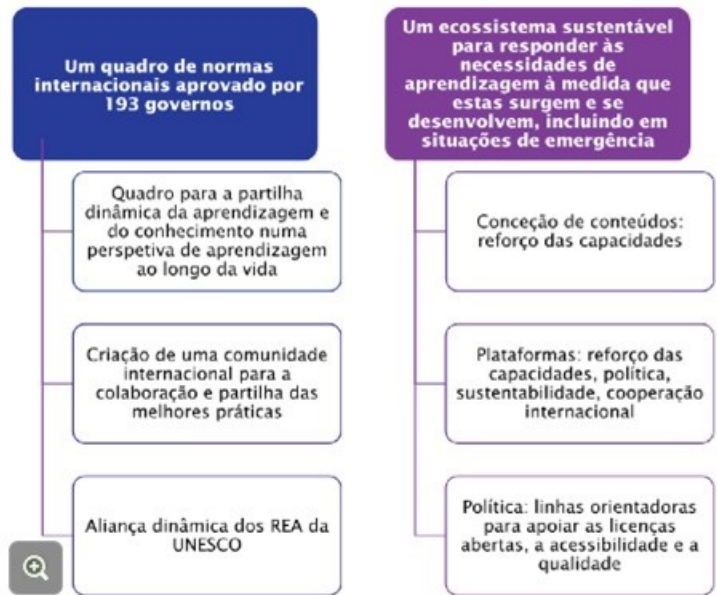 Um quadro de normas
internacionais aprovado por
193 governos
Quadro para a partilha
dinâmica da aprendizagem e
do conhecimento numa
perspetiva de aprendizagem
ao longo da vida
Criação de uma comunidade
internacional para a
colaboração e partilha das
melhores práticas
Aliança dinâmica dos REA da
UNESCO
Um ecossistema sustentável
para responder às
necessidades de
aprendizagem à medida que
estas surgem e se
desenvolvem, incluindo em
situações de emergência
Conceção de conteúdos:
reforço das capacidades
Plataformas: reforço das
capacidades, política,
sustentabilidade, cooperação
internacional
Política: linhas orientadoras
para apoiar as licenças
abertas, a acessibilidade e a
qualidade